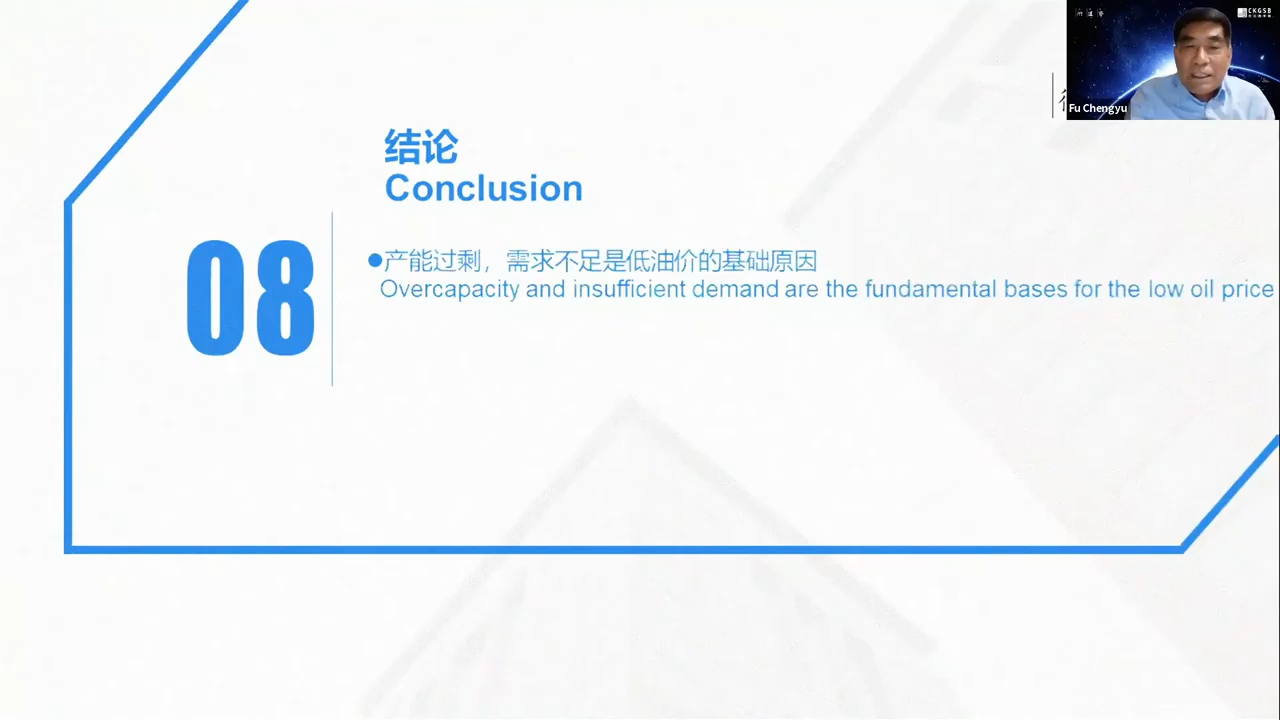 CKGSB
Fu Chengyu
结论
Conclusion
08
●产能过剩，需求不足是低油价的基础原因
Overcapacity and insufficient demand are the fundamental bases for the low oil price